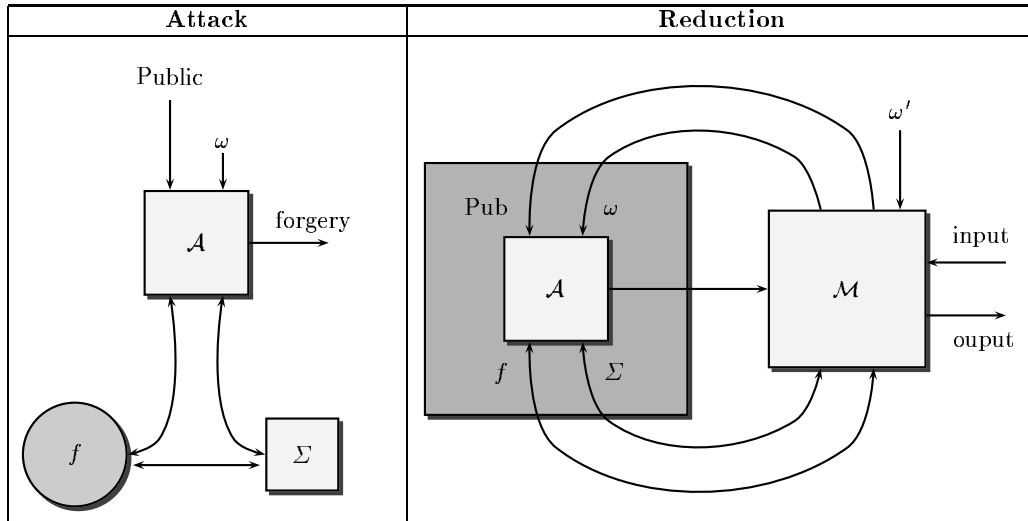 Attack
Reduction
Public
ω
𝒜
forgery
f
Σ
ω′
Pub
ω
𝒜
input
ℳ
ouput
f
Σ